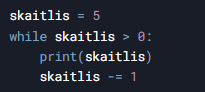 skaitlis = 5
while skaitlis > 0:
    print(skaitlis)
    skaitlis -= 1